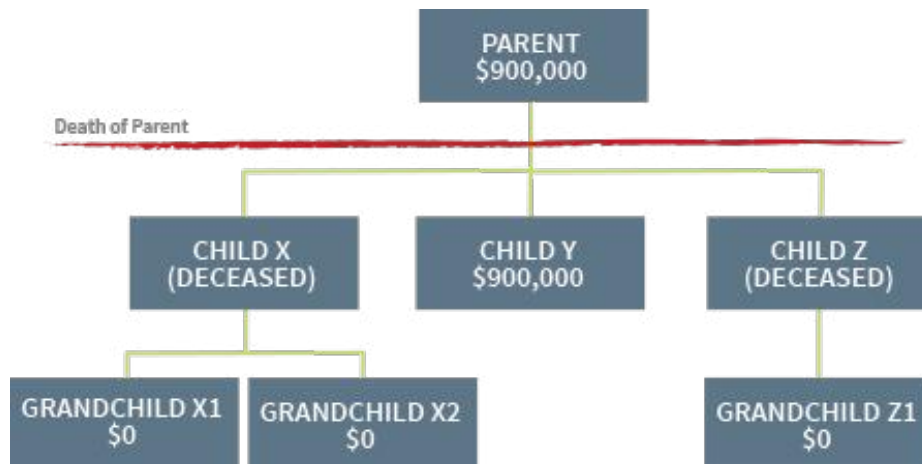 PARENT
$900,000
Death of Parent
CHILD X
(DECEASED)
CHILD Y
$900,000
CHILD Z
(DECEASED)
GRANDCHILD X1
$0
GRANDCHILD X2
$0
GRANDCHILD Z1
$0